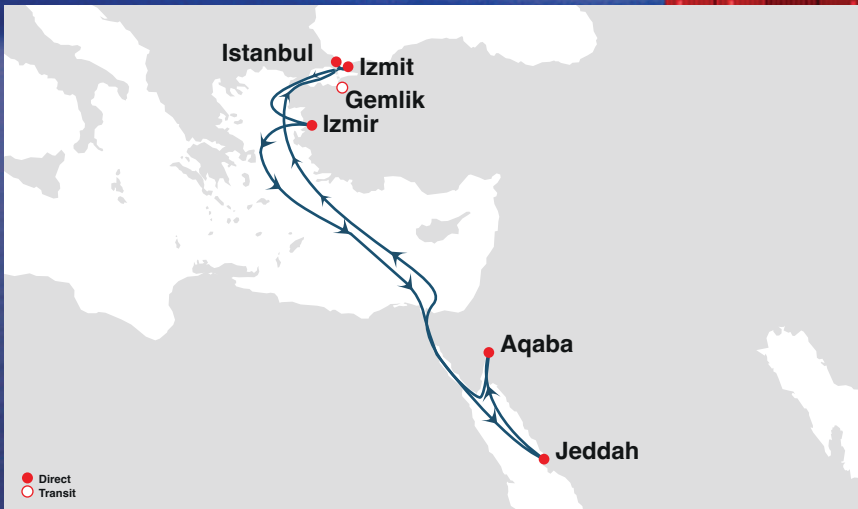 Istanbul
Izmit
Gemlik
Izmir
Aqaba
Jeddah
Direct
Transit